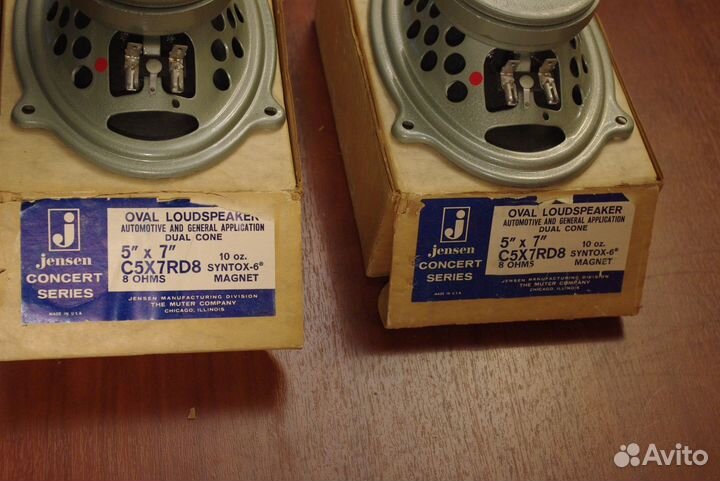 j
Jensen
CONCERT
SERIES
MADE IN U.S.A.
OVAL LOUDSPEAKER
AUTOMOTIVE AND GENERAL APPLICATION
DUAL CONE
5" x 7"
C5X7RD8
8 OHMS
10 oz.
SYNTOX-6®
MAGNET
JENSEN MANUFACTURING DIVISION
THE MUTER COMPANY
CHICAGO, ILLINOIS
j
Jensen
CONCERT
SERIES
MADE IN U.S.A.
OVAL LOUDSPEAKER
AUTOMOTIVE AND GENERAL APPLICATION
DUAL CONE
5" x 7"
C5X7RD8
8 OHMS
10 oz.
SYNTOX-6®
MAGNET
JENSEN MANUFACTURING DIVISION
THE MUTER COMPANY
CHICAGO, ILLINOIS
Avito